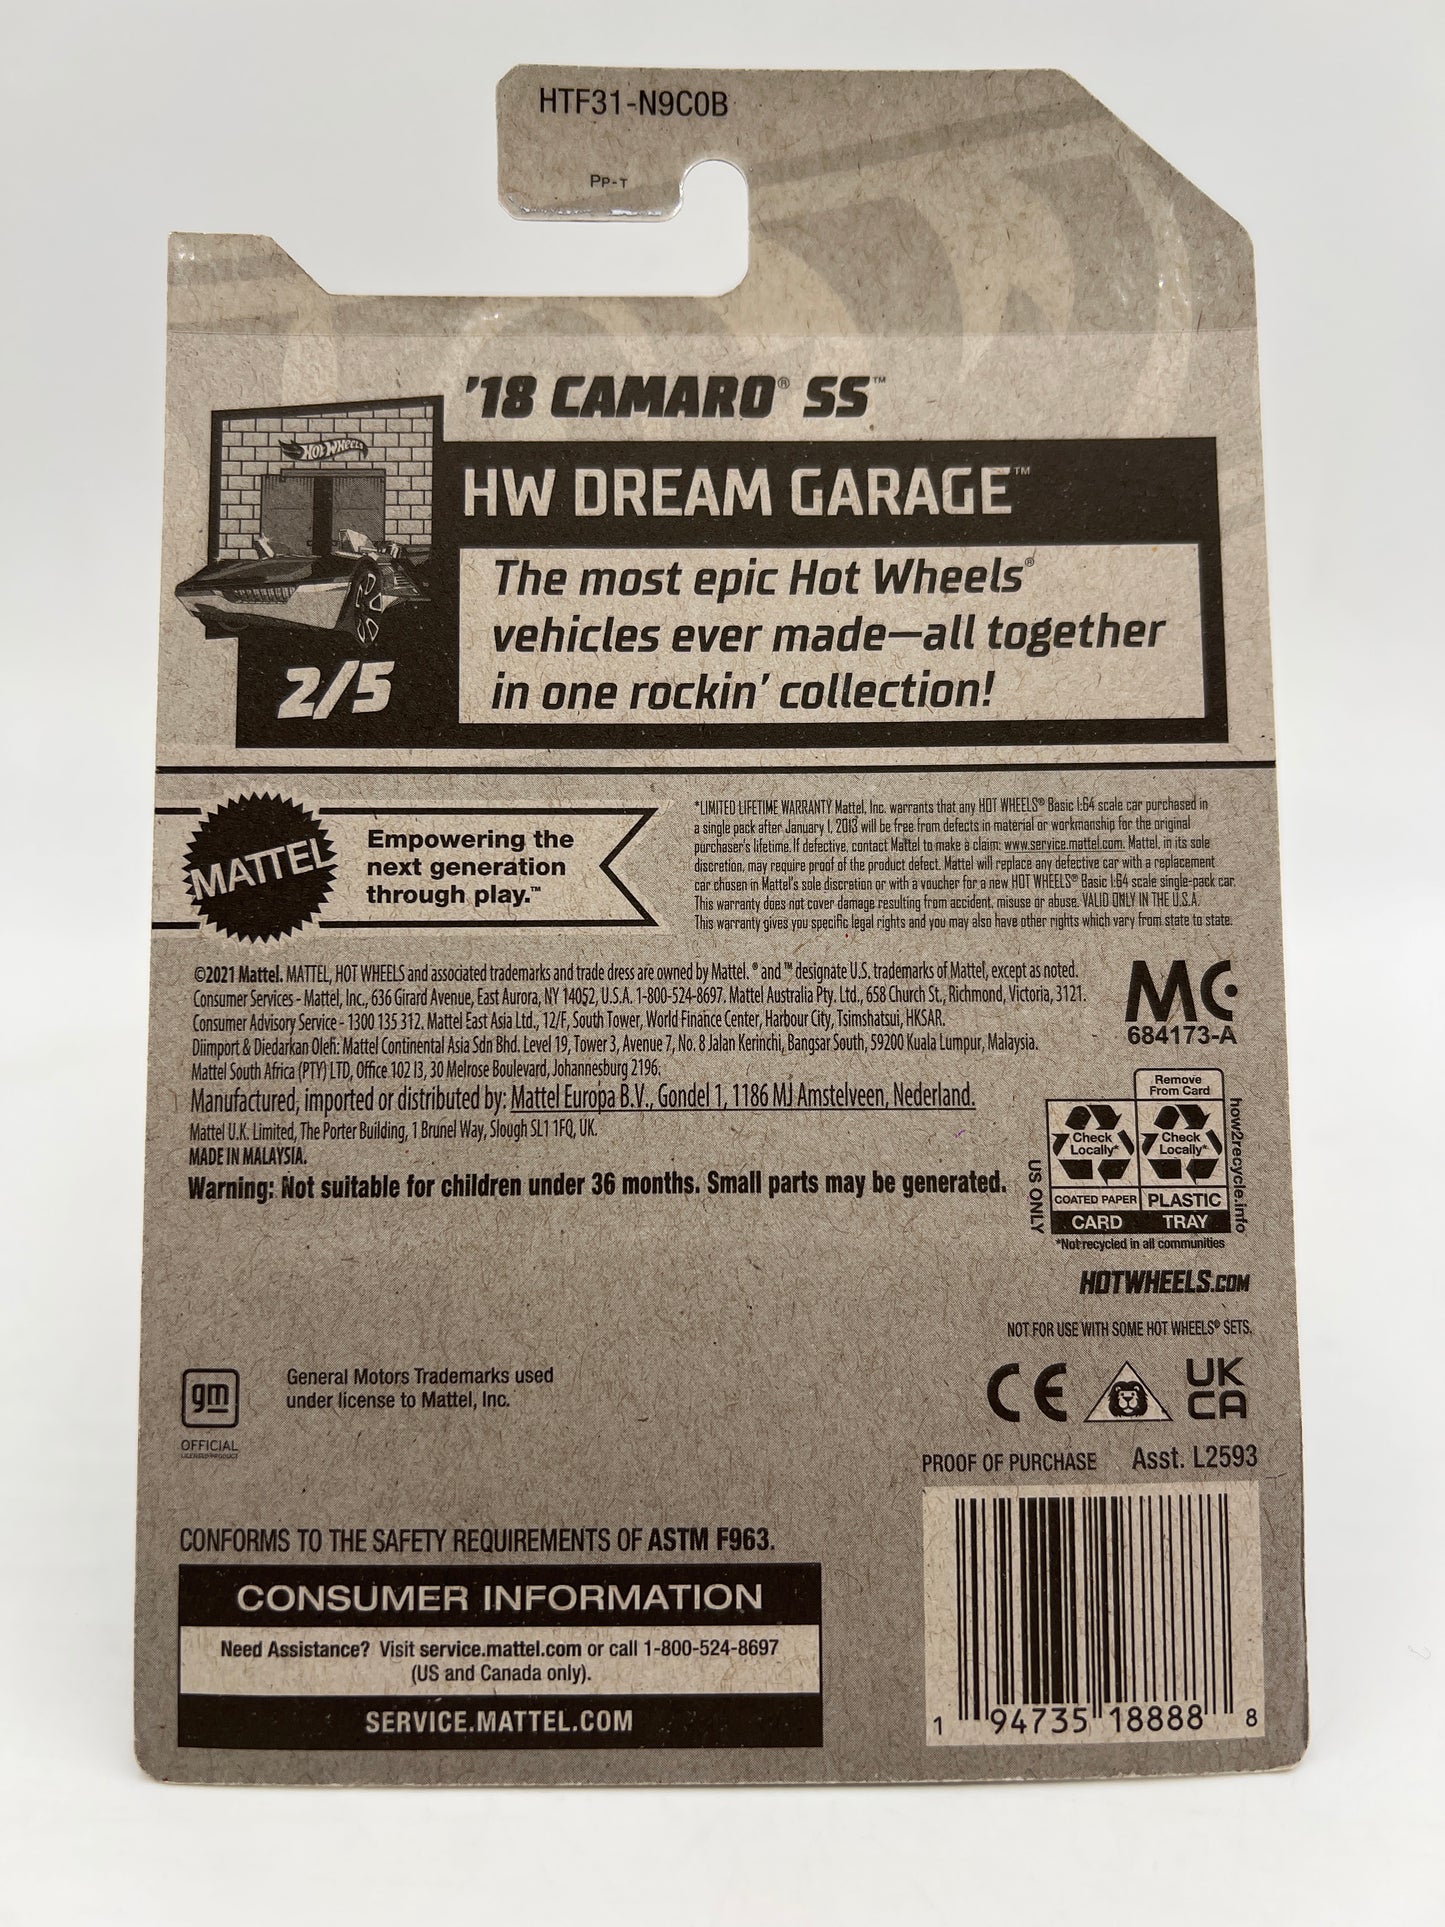 HTF31-N9C0B
PP-T
'18 CAMARO® SS™
HOT WHEELS
HW DREAM GARAGE™
The most epic Hot Wheels®
vehicles ever made—all together
in one rockin' collection!
2/5
MATTEL
Empowering the
next generation
through play.™
*LIMITED LIFETIME WARRANTY Mattel, Inc. warrants that any HOT WHEELS® Basic 1:64 scale car purchased in
a single pack after January 1, 2013 will be free from defects in material or workmanship for the original
purchaser's lifetime. If defective, contact Mattel to make a claim: www.service.mattel.com. Mattel, in its sole
discretion, may require proof of the product defect. Mattel will replace any defective car with a replacement
car chosen in Mattel's sole discretion or with a voucher for a new HOT WHEELS® Basic 1:64 scale single-pack car.
This warranty does not cover damage resulting from accident, misuse or abuse. VALID ONLY IN THE U.S.A.
This warranty gives you specific legal rights and you may also have other rights which vary from state to state.
©2021 Mattel. MATTEL, HOT WHEELS and associated trademarks and trade dress are owned by Mattel. ® and ™ designate U.S. trademarks of Mattel, except as noted.
Consumer Services - Mattel, Inc., 636 Girard Avenue, East Aurora, NY 14052, U.S.A. 1-800-524-8697. Mattel Australia Pty. Ltd., 658 Church St., Richmond, Victoria, 3121.
Consumer Advisory Service - 1300 135 312. Mattel East Asia Ltd., 12/F, South Tower, World Finance Center, Harbour City, Tsimshatsui, HKSAR.
Diimport & Diedarkan Oleh: Mattel Continental Asia Sdn Bhd. Level 19, Tower 3, Avenue 7, No. 8 Jalan Kerinchi, Bangsar South, 59200 Kuala Lumpur, Malaysia.
Mattel South Africa (PTY) LTD, Office 102 I3, 30 Melrose Boulevard, Johannesburg 2196.
Manufactured, imported or distributed by: Mattel Europa B.V., Gondel 1, 1186 MJ Amstelveen, Nederland.
Mattel U.K. Limited, The Porter Building, 1 Brunel Way, Slough SL1 1FQ, UK.
MADE IN MALAYSIA.
Warning: Not suitable for children under 36 months. Small parts may be generated.
MC
684173-A
Remove
From Card
Check
Locally*
Check
Locally*
COATED PAPER
PLASTIC
CARD
TRAY
US ONLY
how2recycle.info
*Not recycled in all communities
HOTWHEELS.COM
NOT FOR USE WITH SOME HOT WHEELS® SETS.
gm
OFFICIAL
LICENSED PRODUCT
General Motors Trademarks used
under license to Mattel, Inc.
CE
UK
CA
PROOF OF PURCHASE
Asst. L2593
CONFORMS TO THE SAFETY REQUIREMENTS OF ASTM F963.
CONSUMER INFORMATION
Need Assistance? Visit service.mattel.com or call 1-800-524-8697
(US and Canada only).
SERVICE.MATTEL.COM
1 94735 18888 8